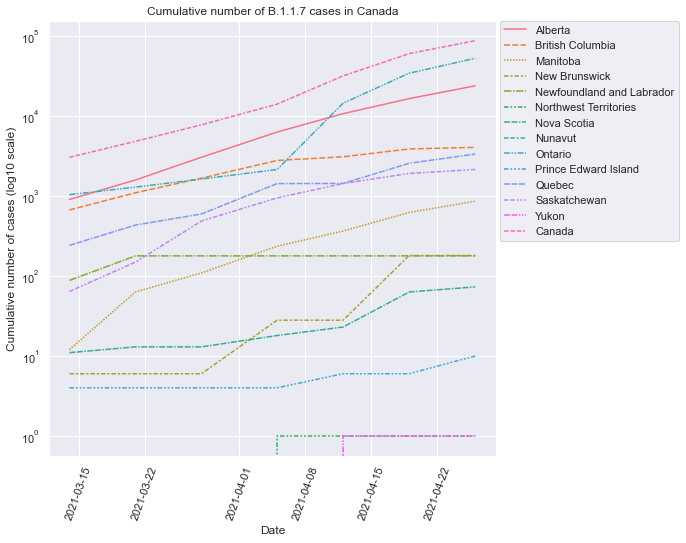 Cumulative number of B.1.1.7 cases in Canada
Cumulative number of cases (log10 scale)
10^5
10^4
10^3
10^2
10^1
10^0
2021-03-15
2021-03-22
2021-04-01
2021-04-08
2021-04-15
2021-04-22
Date
Alberta
British Columbia
Manitoba
New Brunswick
Newfoundland and Labrador
Northwest Territories
Nova Scotia
Nunavut
Ontario
Prince Edward Island
Quebec
Saskatchewan
Yukon
Canada